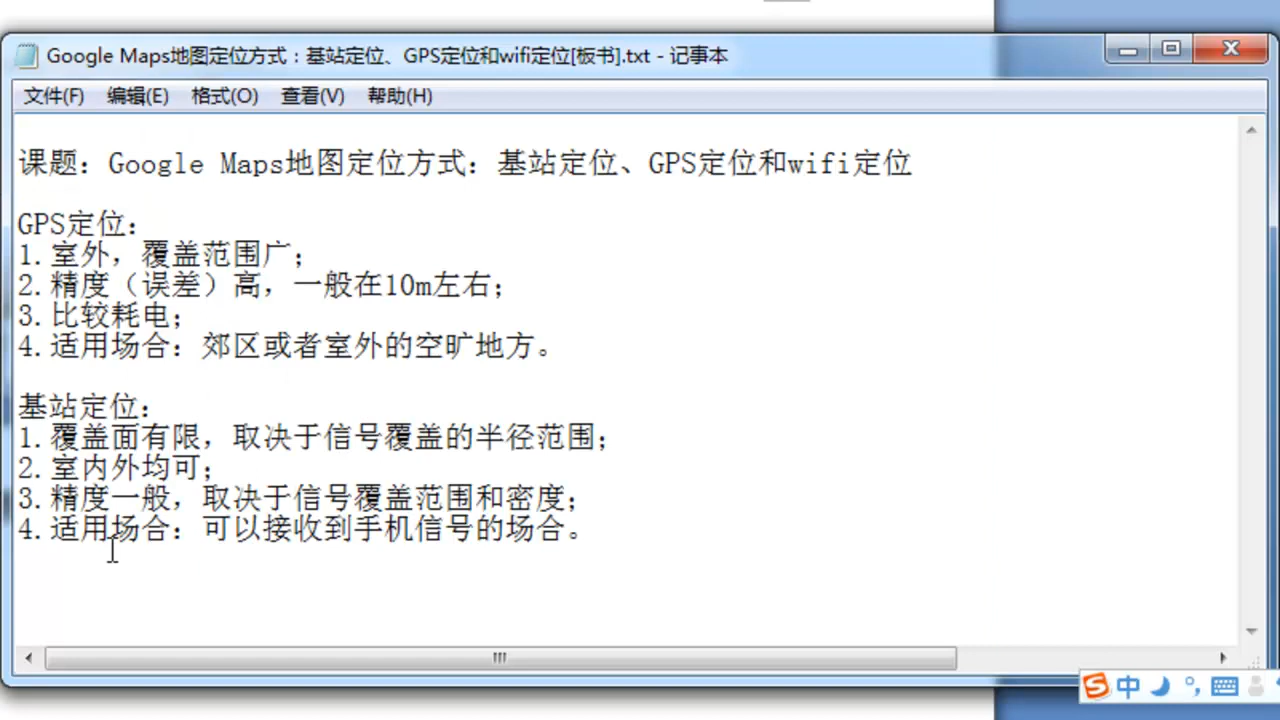 Google Maps地图定位方式：基站定位、GPS定位和wifi定位[板书].txt - 记事本
文件(F) 编辑(E) 格式(O) 查看(V) 帮助(H)
课题：Google Maps地图定位方式：基站定位、GPS定位和wifi定位
GPS定位：
1.室外，覆盖范围广；
2.精度（误差）高，一般在10m左右；
3.比较耗电；
4.适用场合：郊区或者室外的空旷地方。
基站定位：
1.覆盖面有限，取决于信号覆盖的半径范围；
2.室内外均可；
3.精度一般，取决于信号覆盖范围和密度；
4.适用场合：可以接收到手机信号的场合。
S 中